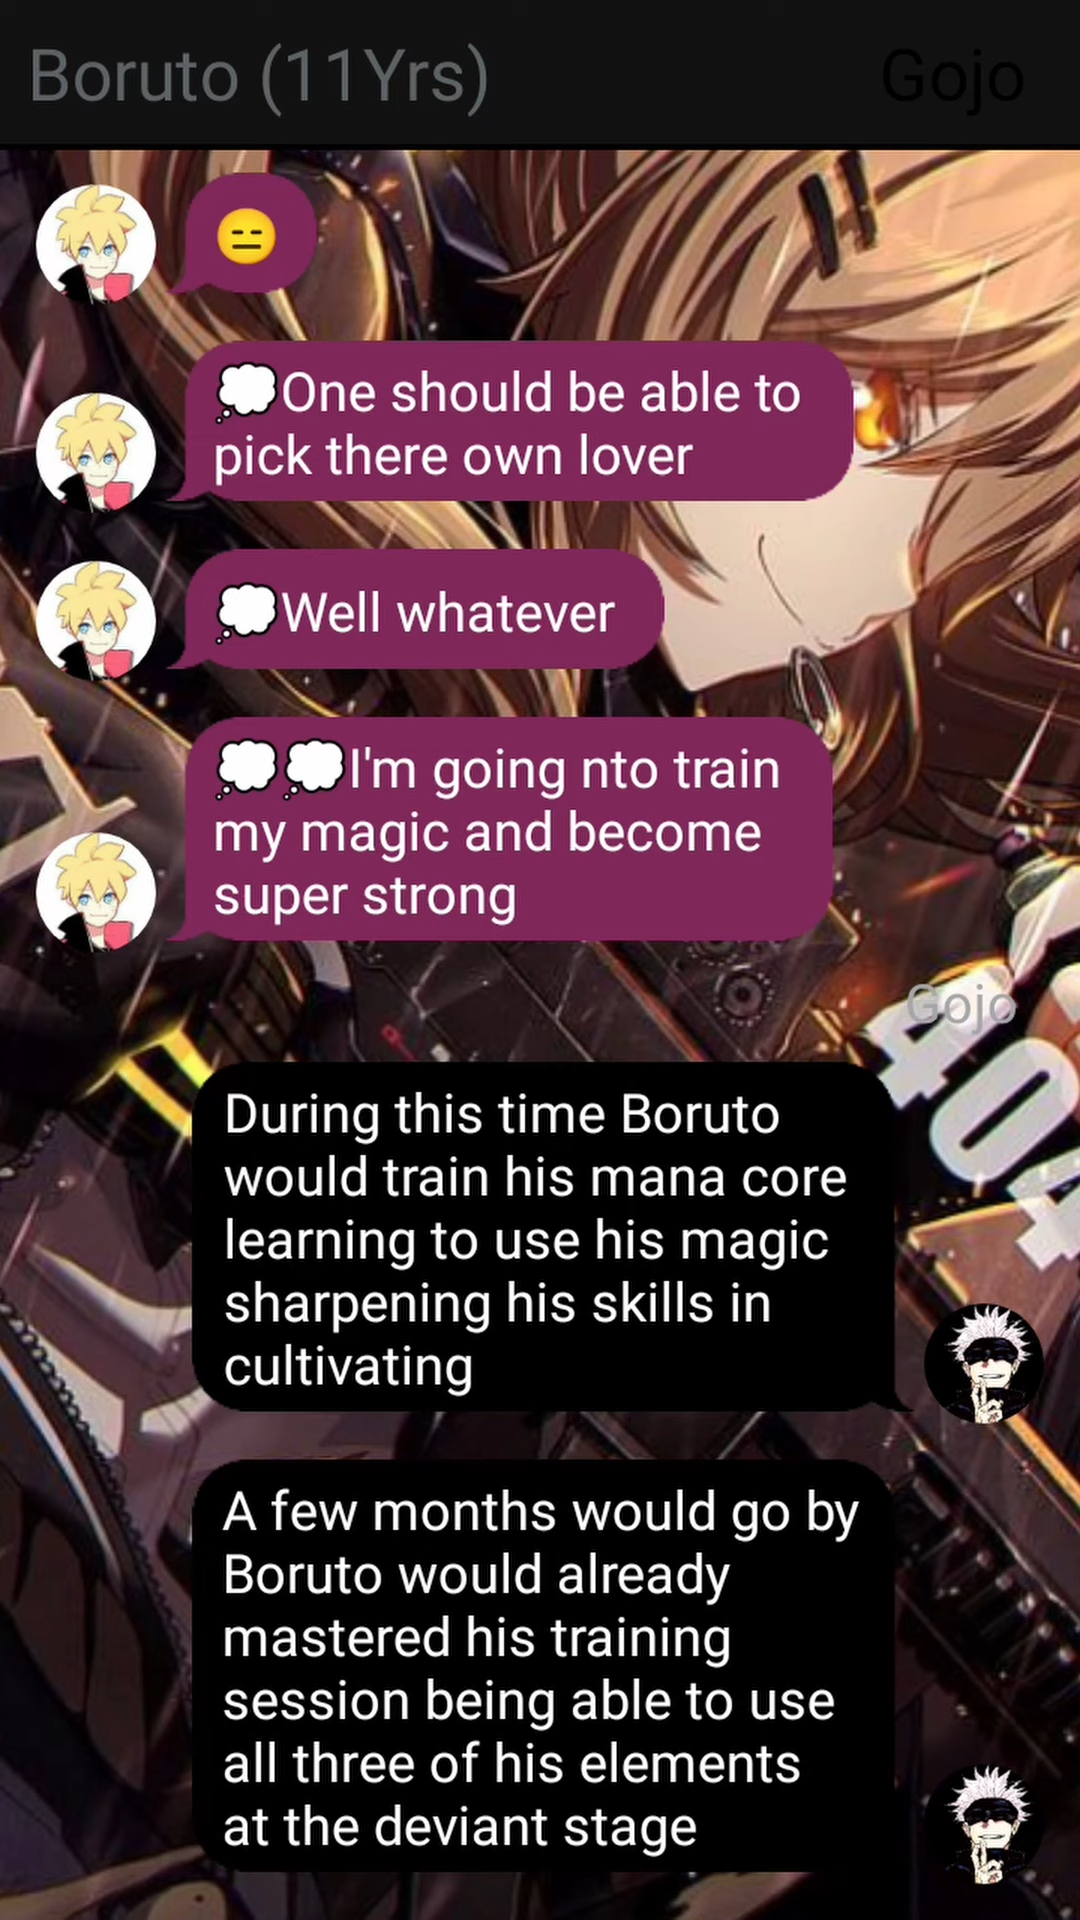 Boruto (11Yrs)
Gojo
😑
💭One should be able to
pick there own lover
💭Well whatever
💭💭I'm going nto train
my magic and become
super strong
Gojo
404
During this time Boruto
would train his mana core
learning to use his magic
sharpening his skills in
cultivating
A few months would go by
Boruto would already
mastered his training
session being able to use
all three of his elements
at the deviant stage